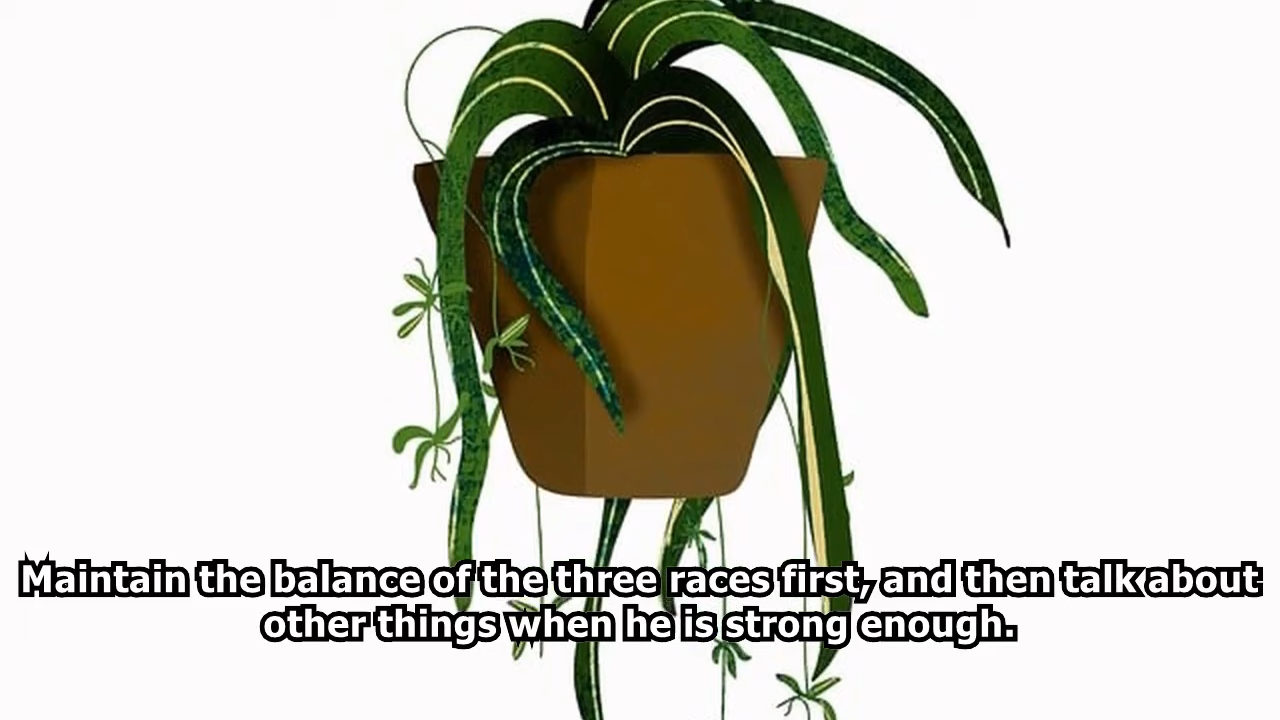 Maintain the balance of the three races first, and then talk about
other things when he is strong enough.